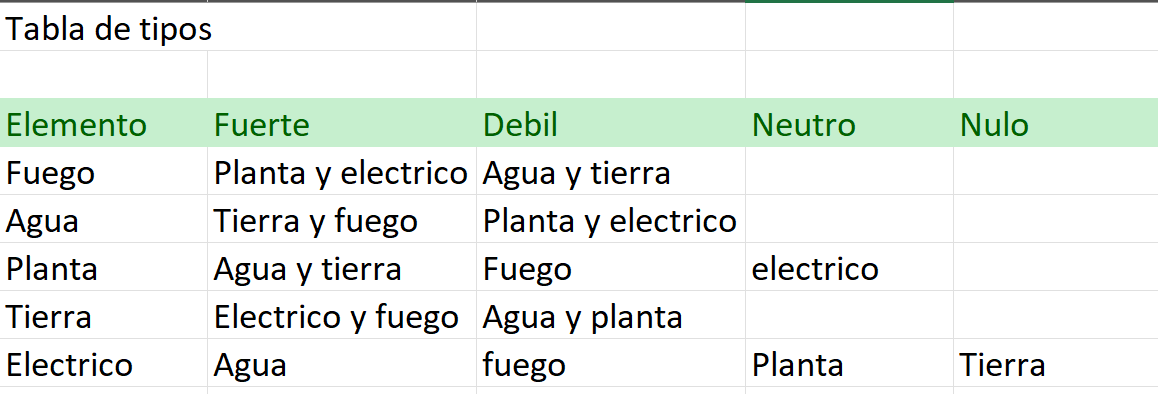 Tabla de tipos
Elemento Fuerte Debil Neutro Nulo
Fuego Planta y electrico Agua y tierra
Agua Tierra y fuego Planta y electrico
Planta Agua y tierra Fuego electrico
Tierra Electrico y fuego Agua y planta
Electrico Agua fuego Planta Tierra